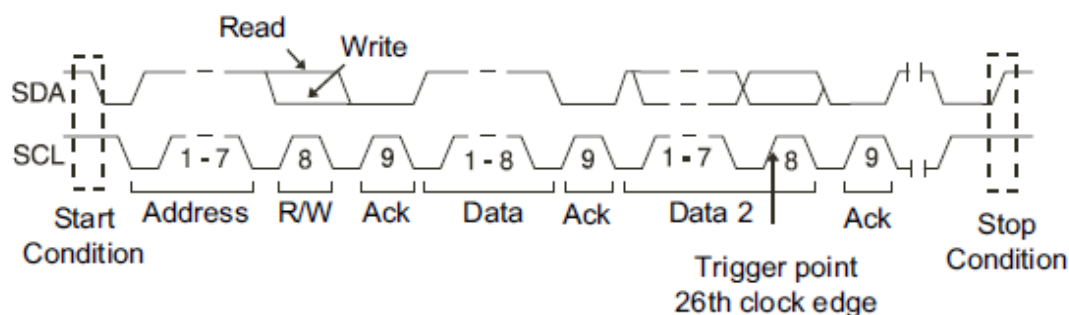 Read
Write
SDA
SCL
1 - 7
8
9
1 - 8
9
1 - 7
8
9
Start
Condition
Address
R/W
Ack
Data
Ack
Data 2
Ack
Stop
Condition
Trigger point
26th clock edge